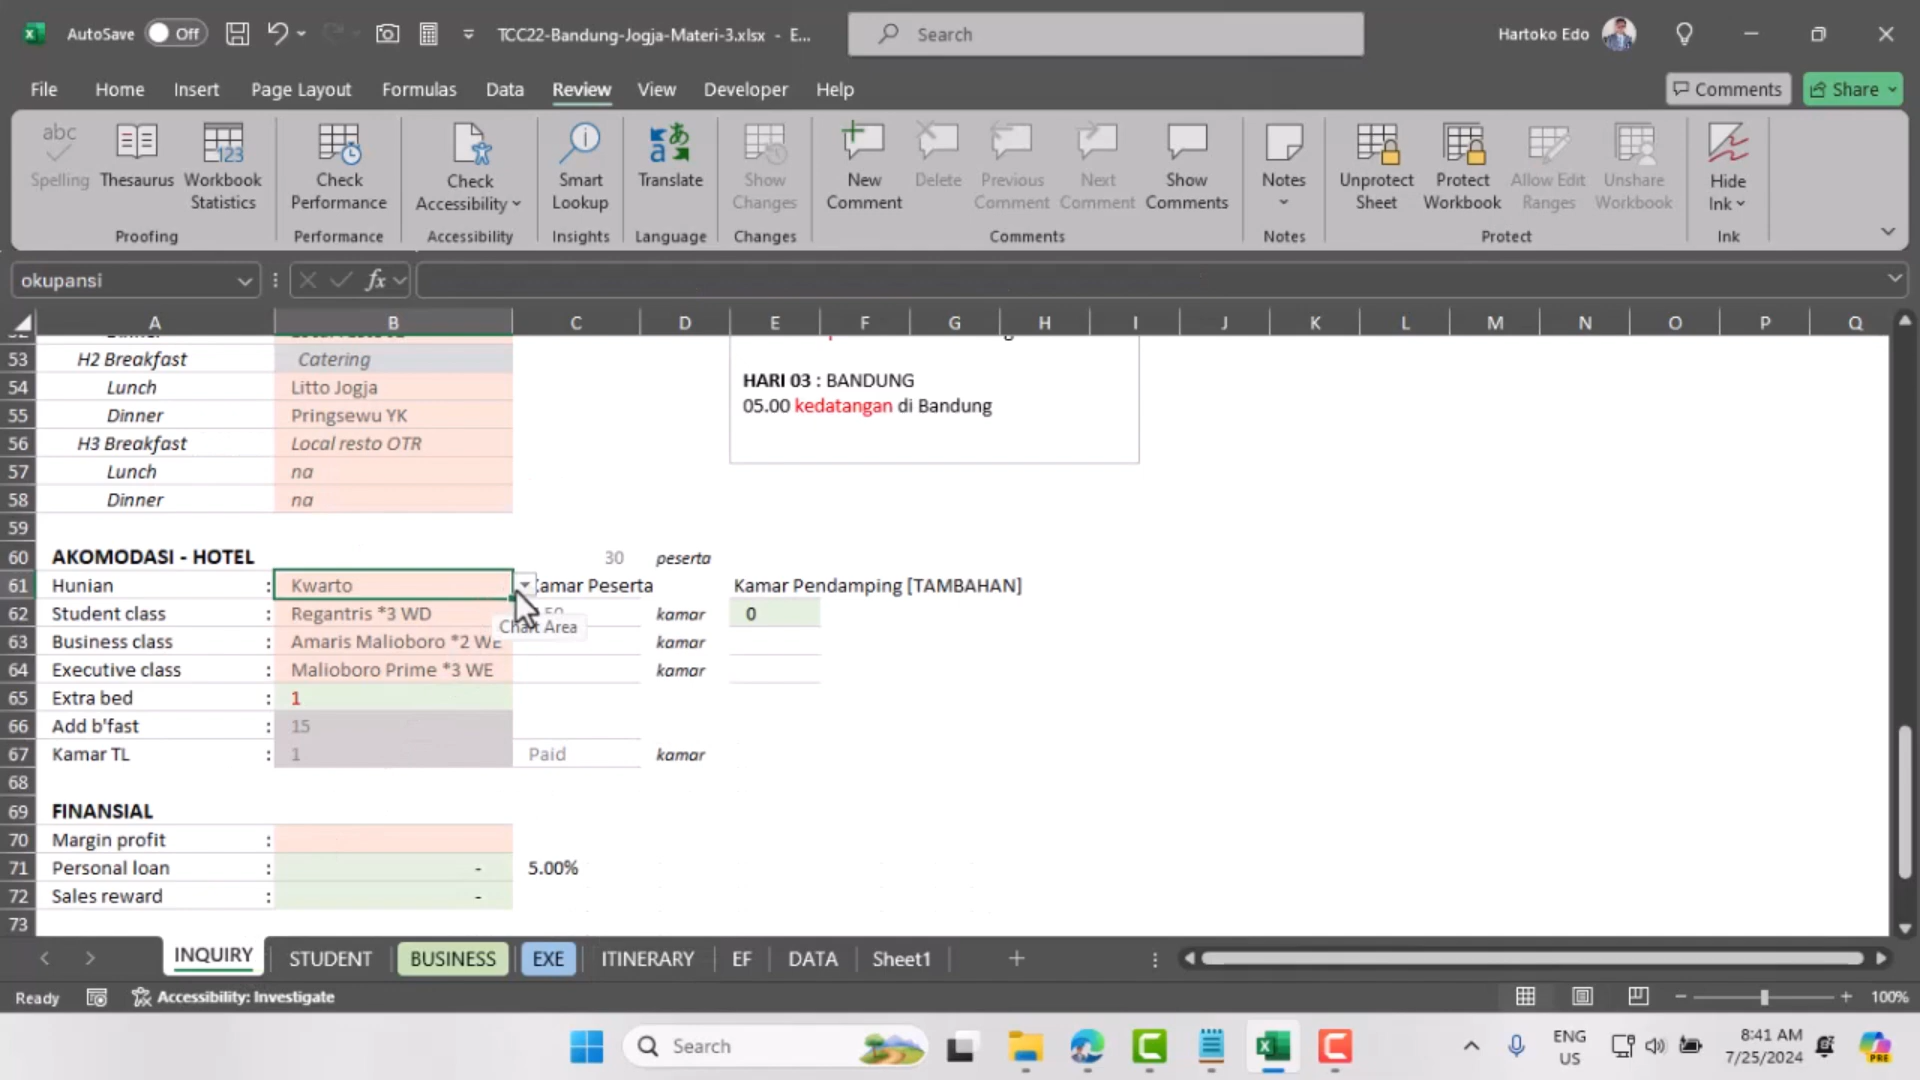 AutoSave Off TCC22-Bandung-Jogja-Materi-3.xlsx - E... Search Hartoko Edo
File Home Insert Page Layout Formulas Data Review View Developer Help Comments Share
abc
Spelling
Thesaurus
123
Workbook Statistics
Proofing
Check Performance
Performance
Check Accessibility
Accessibility
Smart Lookup
Insights
Translate
Language
Show Changes
Changes
New Comment
Delete
Previous Comment
Next Comment
Show Comments
Comments
Notes
Notes
Unprotect Sheet
Protect Workbook
Allow Edit Ranges
Unshare Workbook
Protect
Hide Ink
Ink
okupansi fx
A B C D E F G H I J K L M N O P Q
53 H2 Breakfast Catering
54 Lunch Litto Jogja HARI 03 : BANDUNG
55 Dinner Pringsewu YK 05.00 kedatangan di Bandung
56 H3 Breakfast Local resto OTR
57 Lunch na
58 Dinner na
59
60 AKOMODASI - HOTEL 30 peserta
61 Hunian : Kwarto Kamar Peserta Kamar Pendamping [TAMBAHAN]
62 Student class : Regantris *3 WD kamar 0
Chart Area
63 Business class : Amaris Malioboro *2 WE kamar
64 Executive class : Malioboro Prime *3 WE kamar
65 Extra bed : 1
66 Add b'fast : 15
67 Kamar TL : 1 Paid kamar
68
69 FINANSIAL
70 Margin profit :
71 Personal loan : - 5.00%
72 Sales reward : -
73
INQUIRY STUDENT BUSINESS EXE ITINERARY EF DATA Sheet1
Ready Accessibility: Investigate 100%
Search ENG US 8:41 AM 7/25/2024 PRE